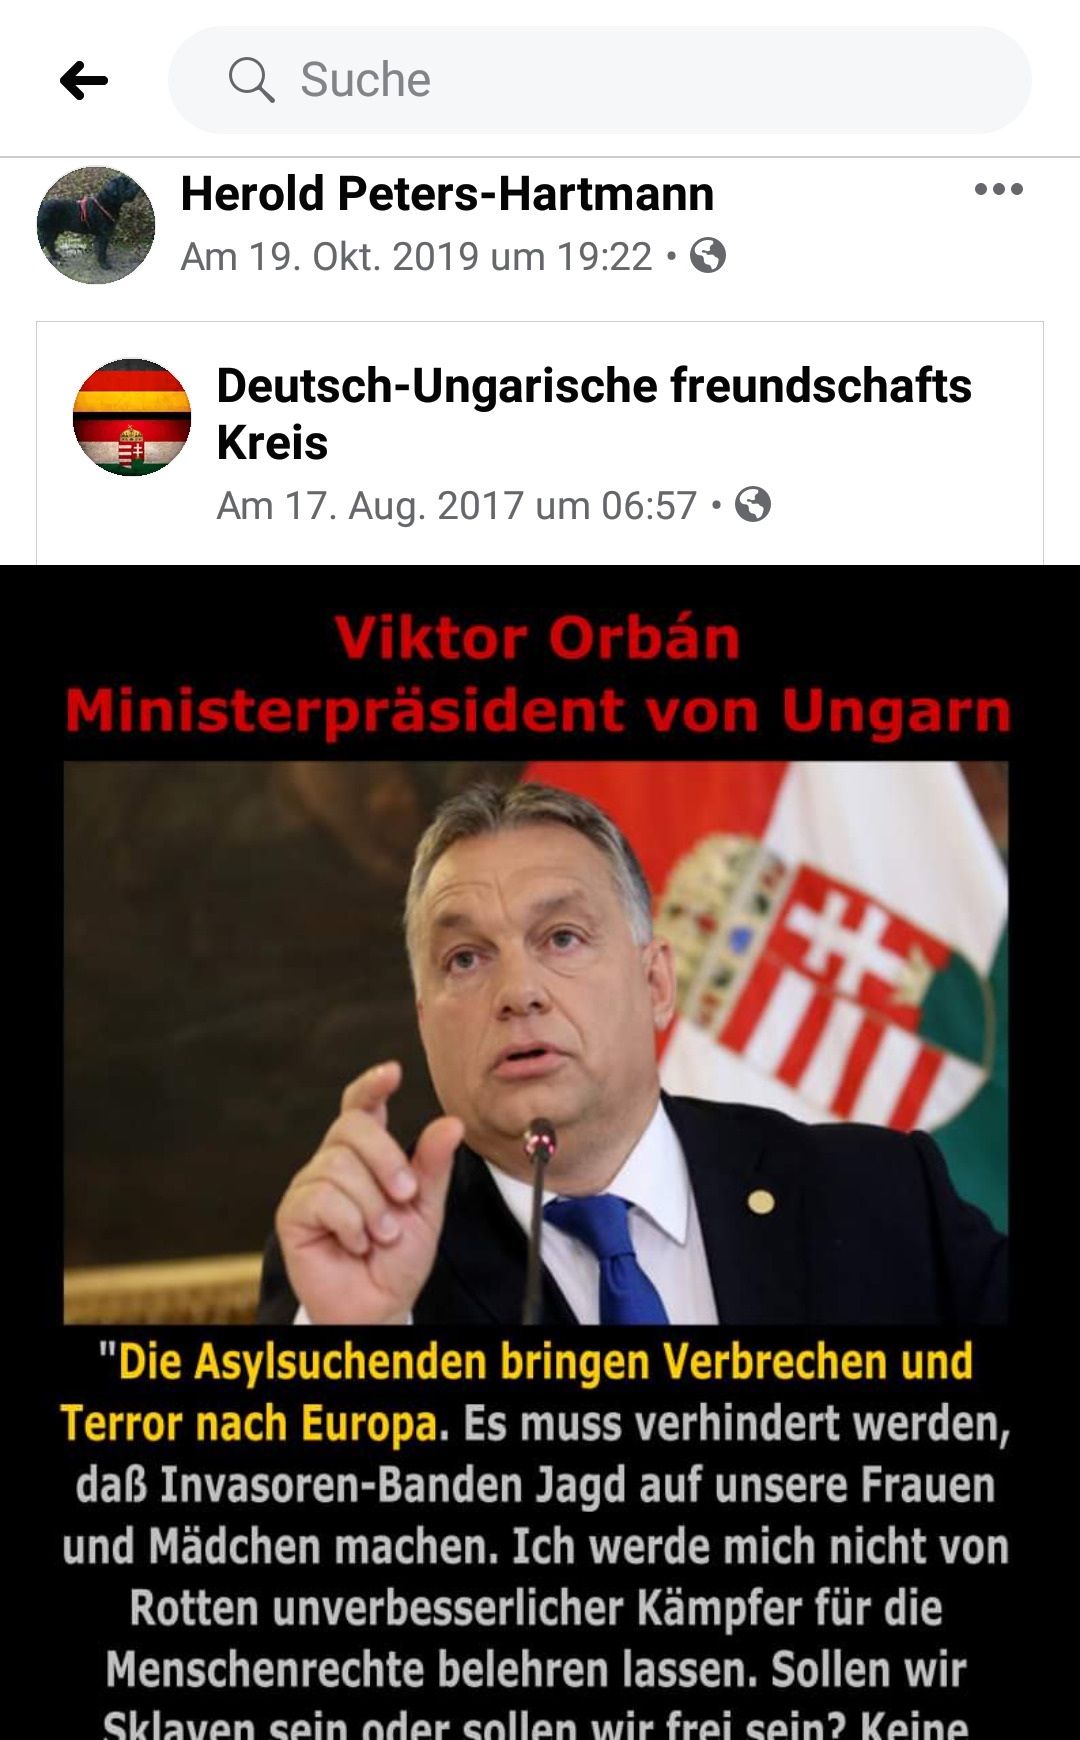 Suche
Herold Peters-Hartmann
Am 19. Okt. 2019 um 19:22 •
Deutsch-Ungarische freundschafts
Kreis
Am 17. Aug. 2017 um 06:57 •
Viktor Orbán
Ministerpräsident von Ungarn
"Die Asylsuchenden bringen Verbrechen und
Terror nach Europa. Es muss verhindert werden,
daß Invasoren-Banden Jagd auf unsere Frauen
und Mädchen machen. Ich werde mich nicht von
Rotten unverbesserlicher Kämpfer für die
Menschenrechte belehren lassen. Sollen wir
Sklaven sein oder sollen wir frei sein? Keine